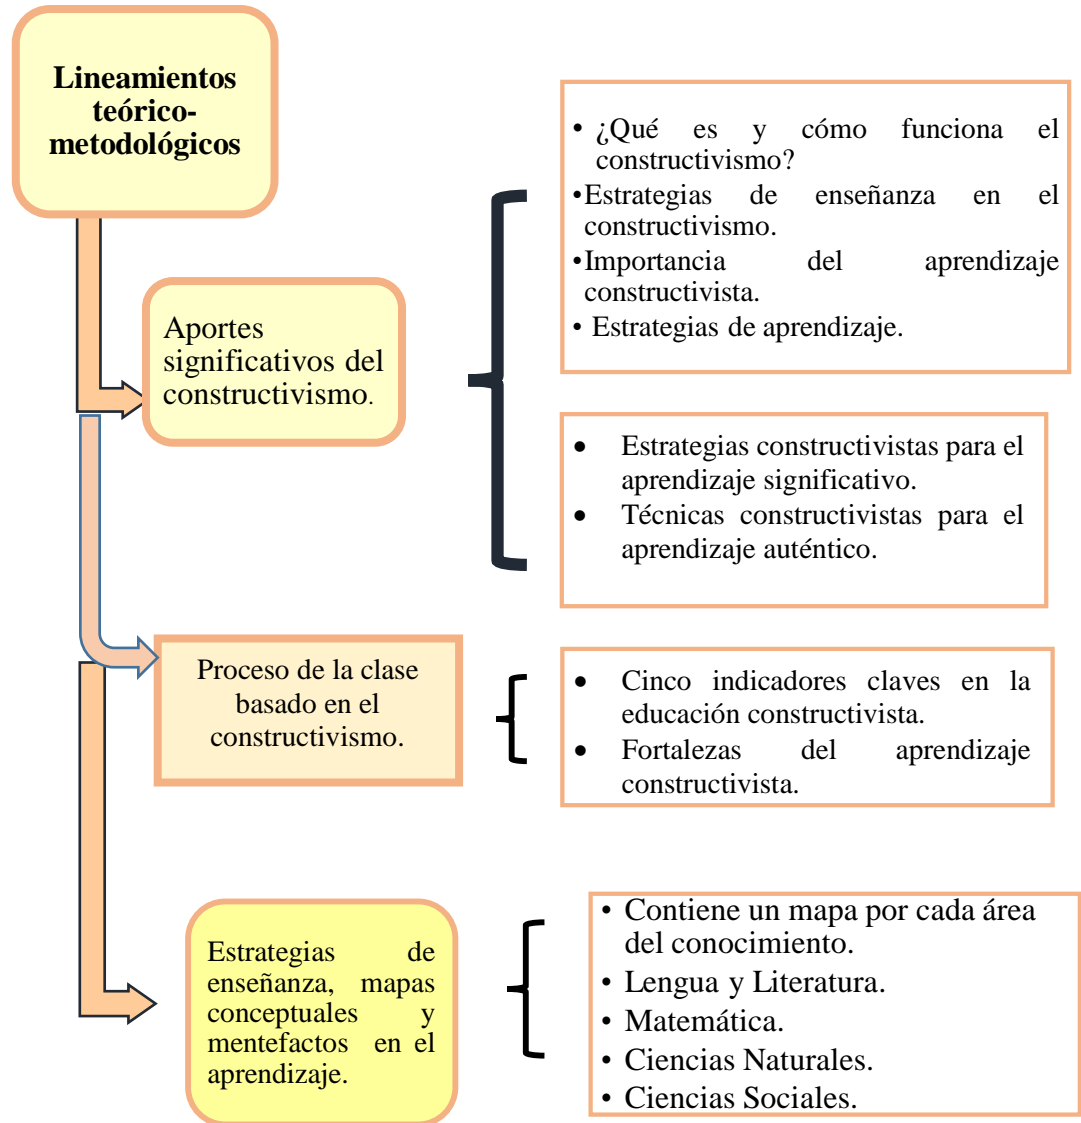 Lineamientos
teórico-
metodológicos
• ¿Qué es y cómo funciona el
constructivismo?
•Estrategias de enseñanza en el
constructivismo.
•Importancia del aprendizaje
constructivista.
• Estrategias de aprendizaje.
Aportes
significativos del
constructivismo.
• Estrategias constructivistas para el
aprendizaje significativo.
• Técnicas constructivistas para el
aprendizaje auténtico.
Proceso de la clase
basado en el
constructivismo.
• Cinco indicadores claves en la
educación constructivista.
• Fortalezas del aprendizaje
constructivista.
Estrategias de
enseñanza, mapas
conceptuales y
mentefactos en el
aprendizaje.
• Contiene un mapa por cada área
del conocimiento.
• Lengua y Literatura.
• Matemática.
• Ciencias Naturales.
• Ciencias Sociales.